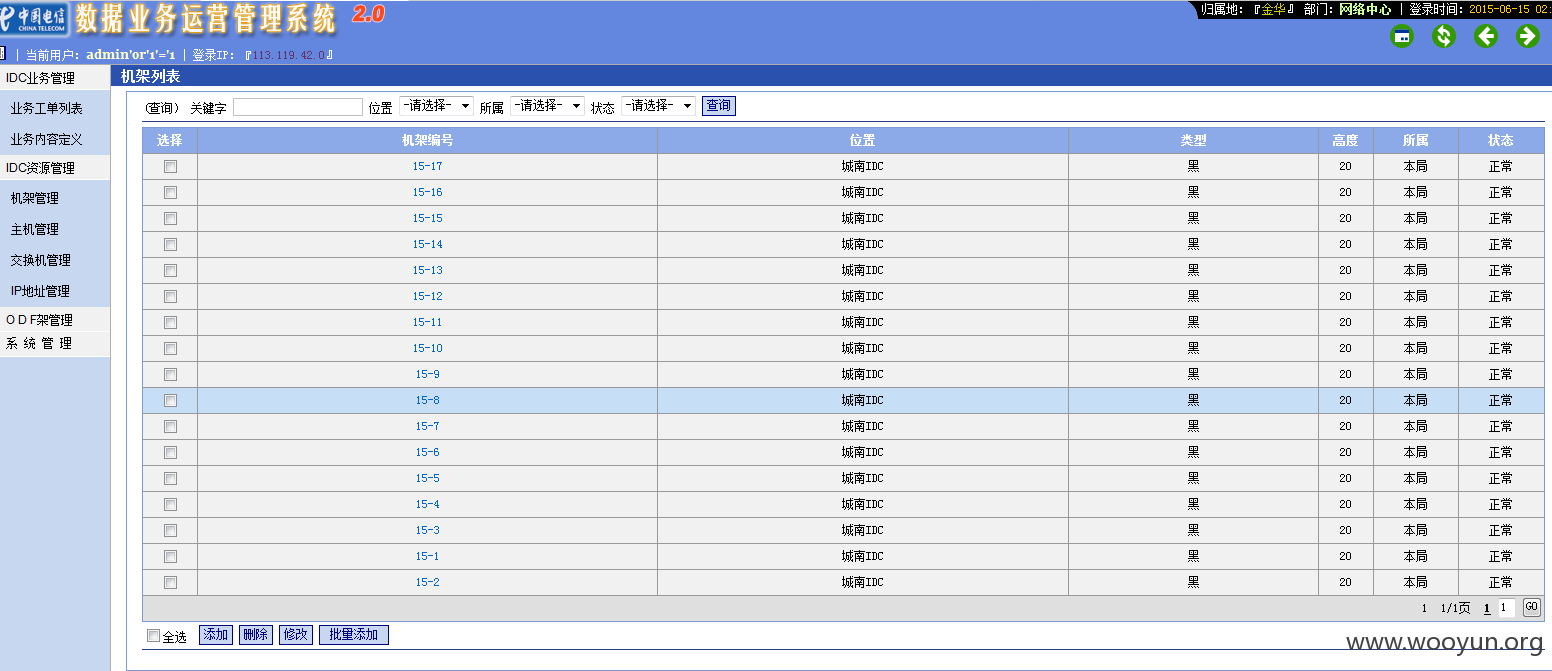 中国电信 CHINA TELECOM 数据业务运营管理系统 2.0
归属地：『金华』 部门：网络中心 | 登录时间：2015-06-15 02:
| 当前用户：admin'or'1'='1 | 登录IP：『113.119.42.0』
IDC业务管理
业务工单列表
业务内容定义
IDC资源管理
机架管理
主机管理
交换机管理
IP地址管理
O D F架管理
系 统 管 理
机架列表
(查询) 关键字 位置 -请选择- 所属 -请选择- 状态 -请选择- 查询
选择 机架编号 位置 类型 高度 所属 状态
15-17 城南IDC 黑 20 本局 正常
15-16 城南IDC 黑 20 本局 正常
15-15 城南IDC 黑 20 本局 正常
15-14 城南IDC 黑 20 本局 正常
15-13 城南IDC 黑 20 本局 正常
15-12 城南IDC 黑 20 本局 正常
15-11 城南IDC 黑 20 本局 正常
15-10 城南IDC 黑 20 本局 正常
15-9 城南IDC 黑 20 本局 正常
15-8 城南IDC 黑 20 本局 正常
15-7 城南IDC 黑 20 本局 正常
15-6 城南IDC 黑 20 本局 正常
15-5 城南IDC 黑 20 本局 正常
15-4 城南IDC 黑 20 本局 正常
15-3 城南IDC 黑 20 本局 正常
15-1 城南IDC 黑 20 本局 正常
15-2 城南IDC 黑 20 本局 正常
1 1/1页 1 1 GO
全选 添加 删除 修改 批量添加
www.wooyun.org